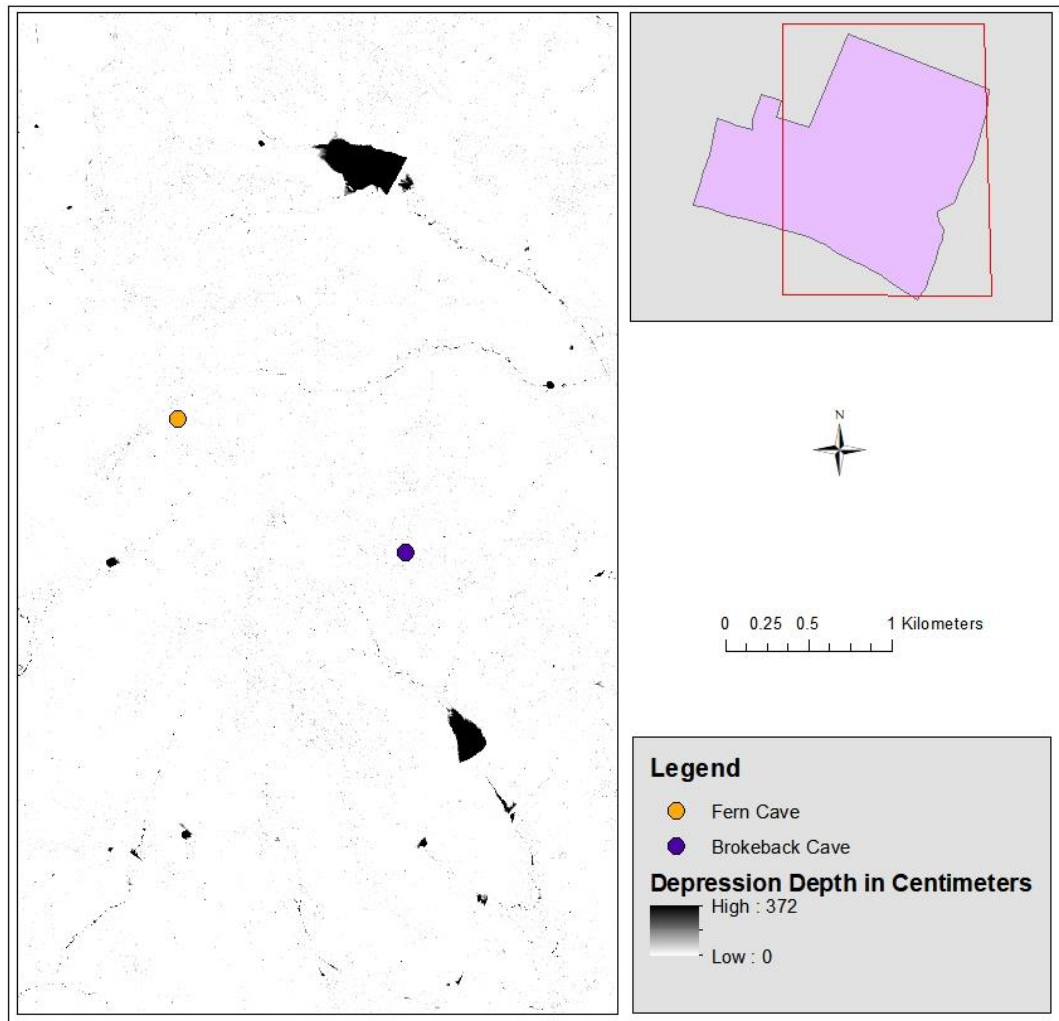 N
0 0.25 0.5 1 Kilometers
Legend
Fern Cave
Brokeback Cave
Depression Depth in Centimeters
High : 372
Low : 0